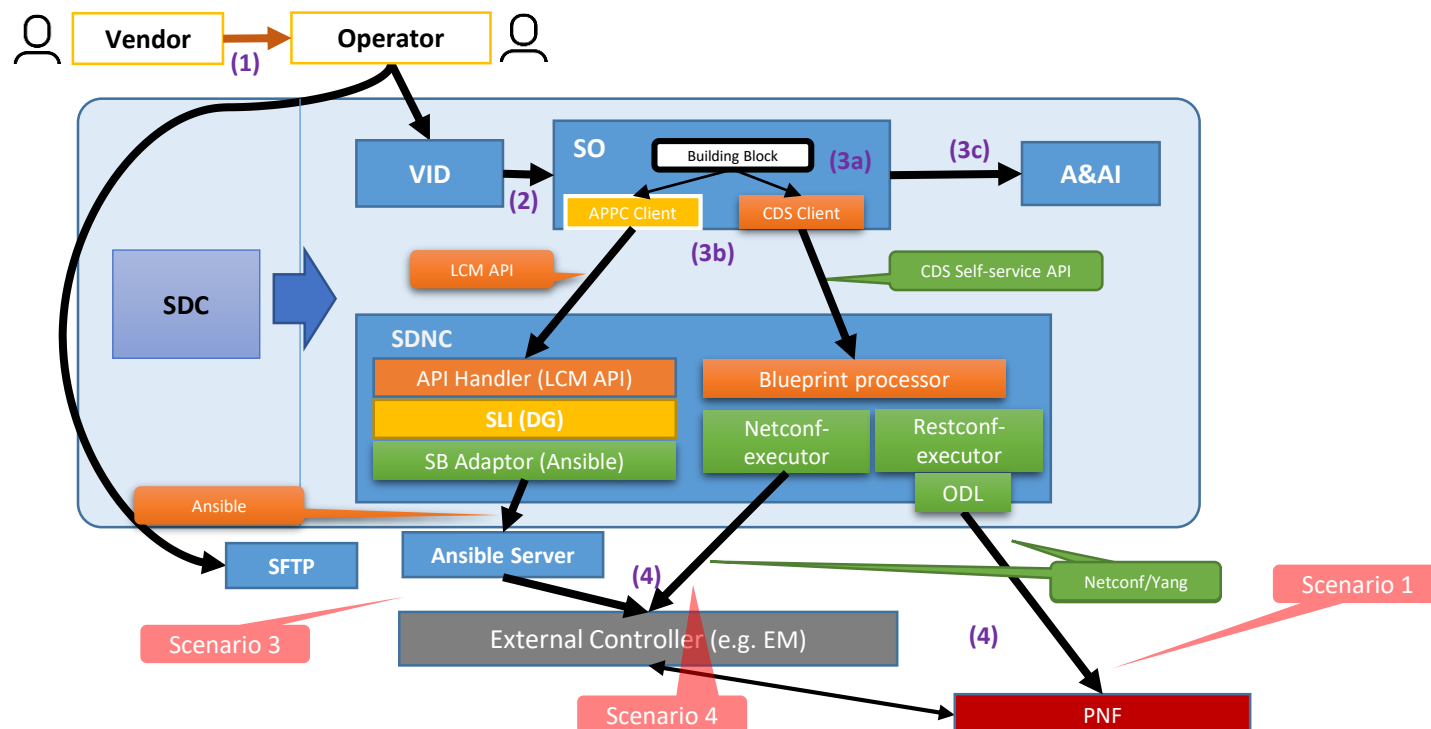 Vendor
Operator
(1)
VID
(2)
SO
Building Block
(3a)
APPC Client
CDS Client
(3b)
(3c)
A&AI
LCM API
CDS Self-service API
SDC
SDNC
API Handler (LCM API)
SLI (DG)
SB Adaptor (Ansible)
Blueprint processor
Netconf-
executor
Restconf-
executor
ODL
Ansible
Ansible Server
SFTP
(4)
Netconf/Yang
Scenario 1
Scenario 3
External Controller (e.g. EM)
(4)
Scenario 4
PNF